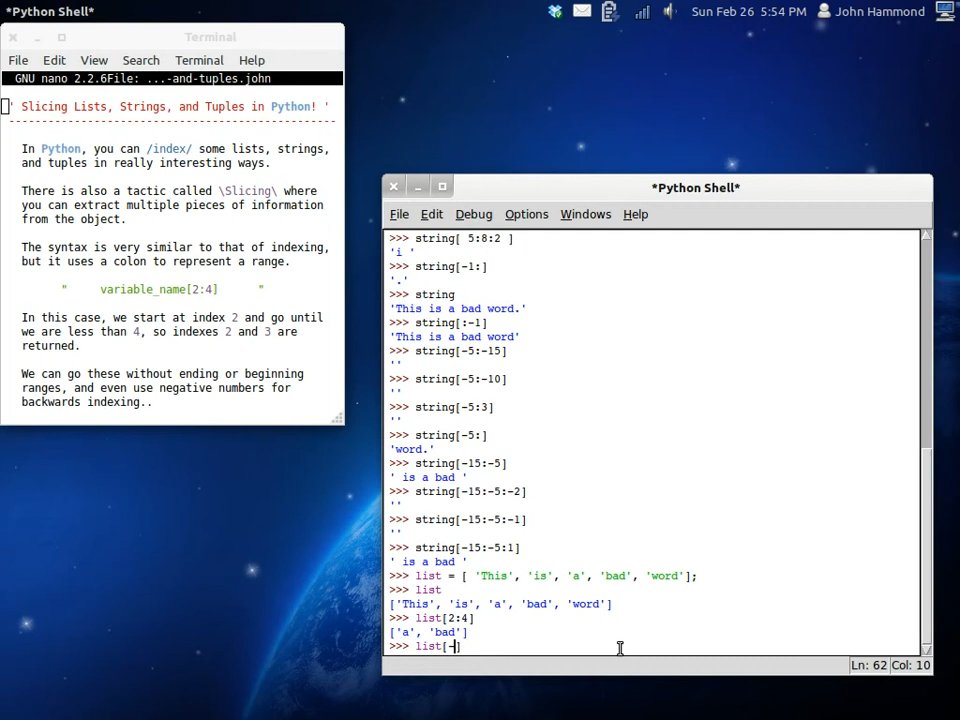 *Python Shell*
Sun Feb 26 5:54 PM John Hammond
Terminal
File Edit View Search Terminal Help
GNU nano 2.2.6File: ...-and-tuples.john
' Slicing Lists, Strings, and Tuples in Python! '
-----------------------------------------------
In Python, you can /index/ some lists, strings,
and tuples in really interesting ways.
There is also a tactic called \Slicing\ where
you can extract multiple pieces of information
from the object.
The syntax is very similar to that of indexing,
but it uses a colon to represent a range.
" variable_name[2:4] "
In this case, we start at index 2 and go until
we are less than 4, so indexes 2 and 3 are
returned.
We can go these without ending or beginning
ranges, and even use negative numbers for
backwards indexing..
*Python Shell*
File Edit Debug Options Windows Help
>>> string[ 5:8:2 ]
'i '
>>> string[-1:]
'.'
>>> string
'This is a bad word.'
>>> string[:-1]
'This is a bad word'
>>> string[-5:-15]
''
>>> string[-5:-10]
''
>>> string[-5:3]
''
>>> string[-5:]
'word.'
>>> string[-15:-5]
' is a bad '
>>> string[-15:-5:-2]
''
>>> string[-15:-5:-1]
''
>>> string[-15:-5:1]
' is a bad '
>>> list = [ 'This', 'is', 'a', 'bad', 'word'];
>>> list
['This', 'is', 'a', 'bad', 'word']
>>> list[2:4]
['a', 'bad']
>>> list[-]
Ln: 62 Col: 10